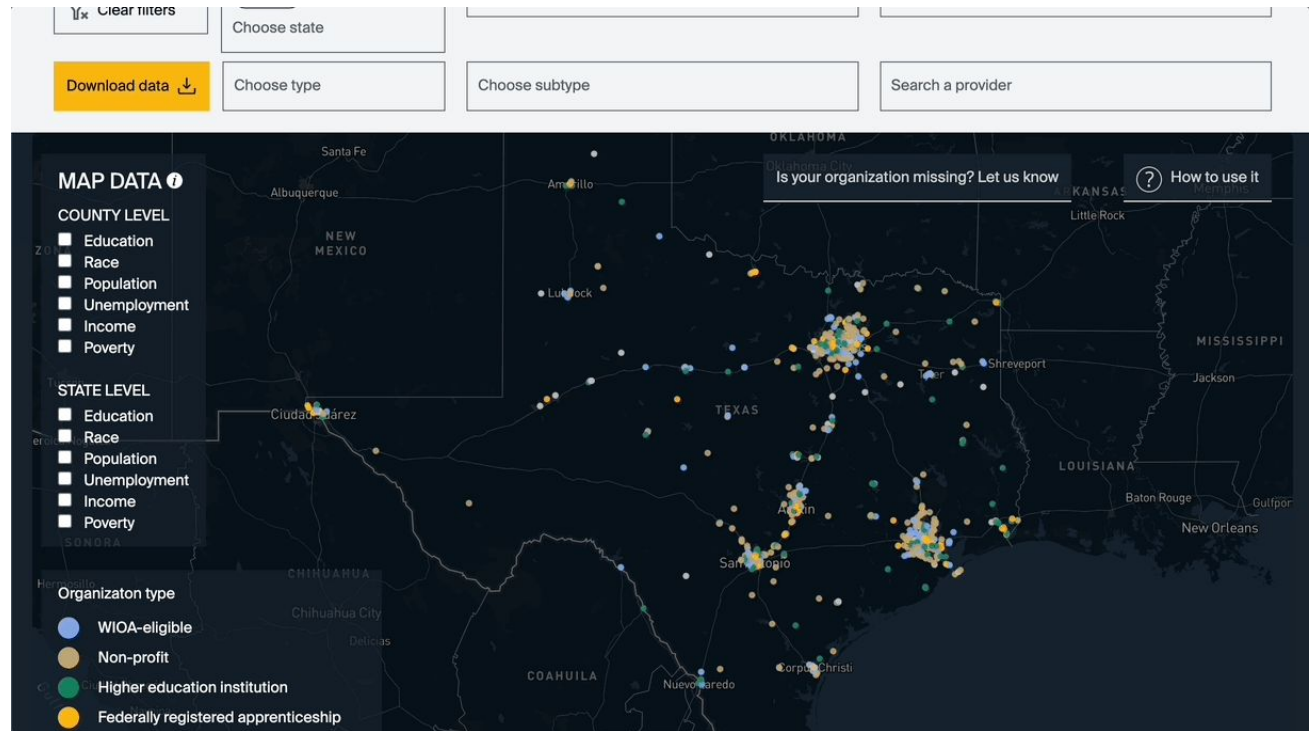 Clear filters
Choose state
Download data
Choose type
Choose subtype
Search a provider
OKLAHOMA
Santa Fe
MAP DATA i
Oklahoma City
Is your organization missing? Let us know
? How to use it
Albuquerque
Amarillo
ARKANSAS
Memphis
COUNTY LEVEL
Little Rock
Education
NEW
MEXICO
Race
Population
Lubbock
Unemployment
Income
MISSISSIPPI
Poverty
Shreveport
Tyler
Jackson
STATE LEVEL
TEXAS
Education
Ciudad Juárez
Race
Population
LOUISIANA
Unemployment
Income
Baton Rouge
Gulfpor
Austin
Poverty
New Orleans
SONORA
San Antonio
CHIHUAHUA
Hermosillo
Organizaton type
Chihuahua City
WIOA-eligible
Delicias
Non-profit
COAHUILA
Corpus Christi
Nuevo Laredo
Higher education institution
Federally registered apprenticeship